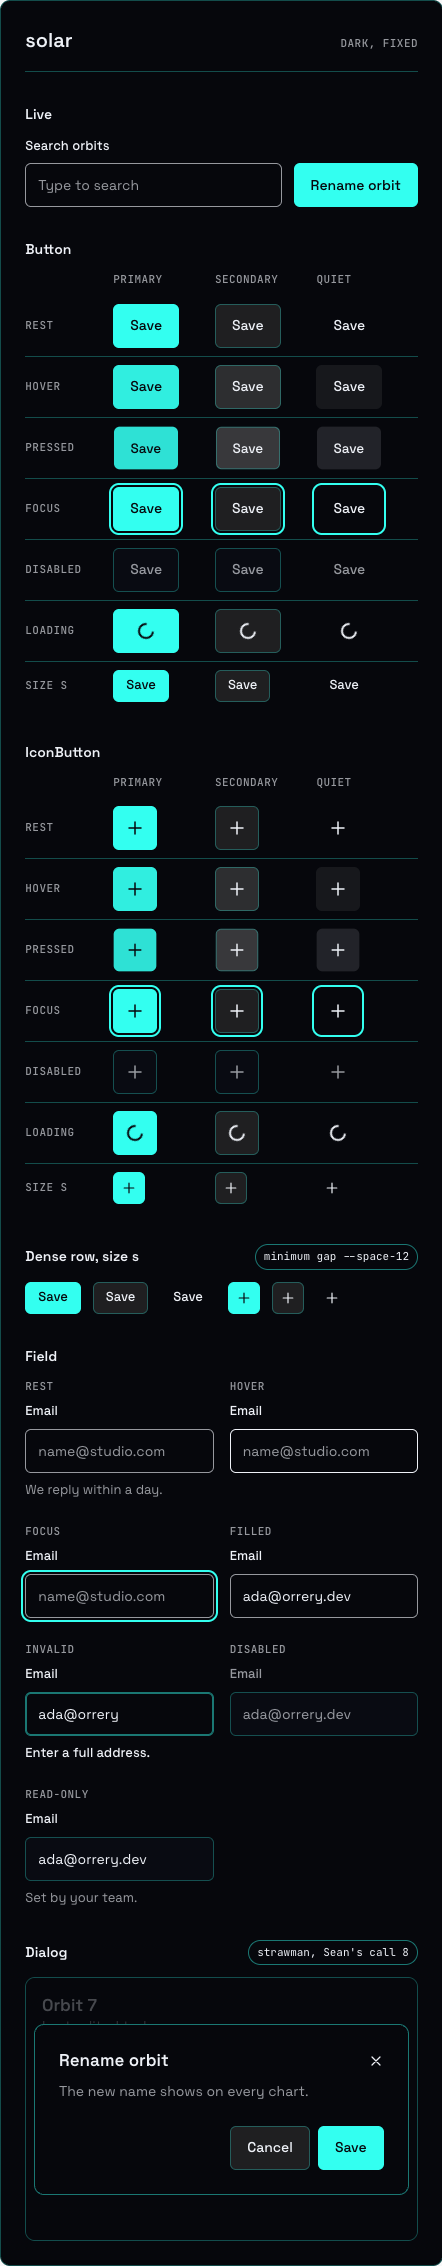 solar
DARK, FIXED
Live
Search orbits
Type to search
Rename orbit
Button
PRIMARY SECONDARY QUIET
REST Save Save Save
HOVER Save Save Save
PRESSED Save Save Save
FOCUS Save Save Save
DISABLED Save Save Save
LOADING
SIZE S Save Save Save
IconButton
PRIMARY SECONDARY QUIET
REST
HOVER
PRESSED
FOCUS
DISABLED
LOADING
SIZE S
Dense row, size s
minimum gap --space-12
Save Save Save
Field
REST HOVER
Email Email
name@studio.com name@studio.com
We reply within a day.
FOCUS FILLED
Email Email
name@studio.com ada@orrery.dev
INVALID DISABLED
Email Email
ada@orrery ada@orrery.dev
Enter a full address.
READ-ONLY
Email
ada@orrery.dev
Set by your team.
Dialog
strawman, Sean's call 8
Orbit 7
Rename orbit
The new name shows on every chart.
Cancel Save